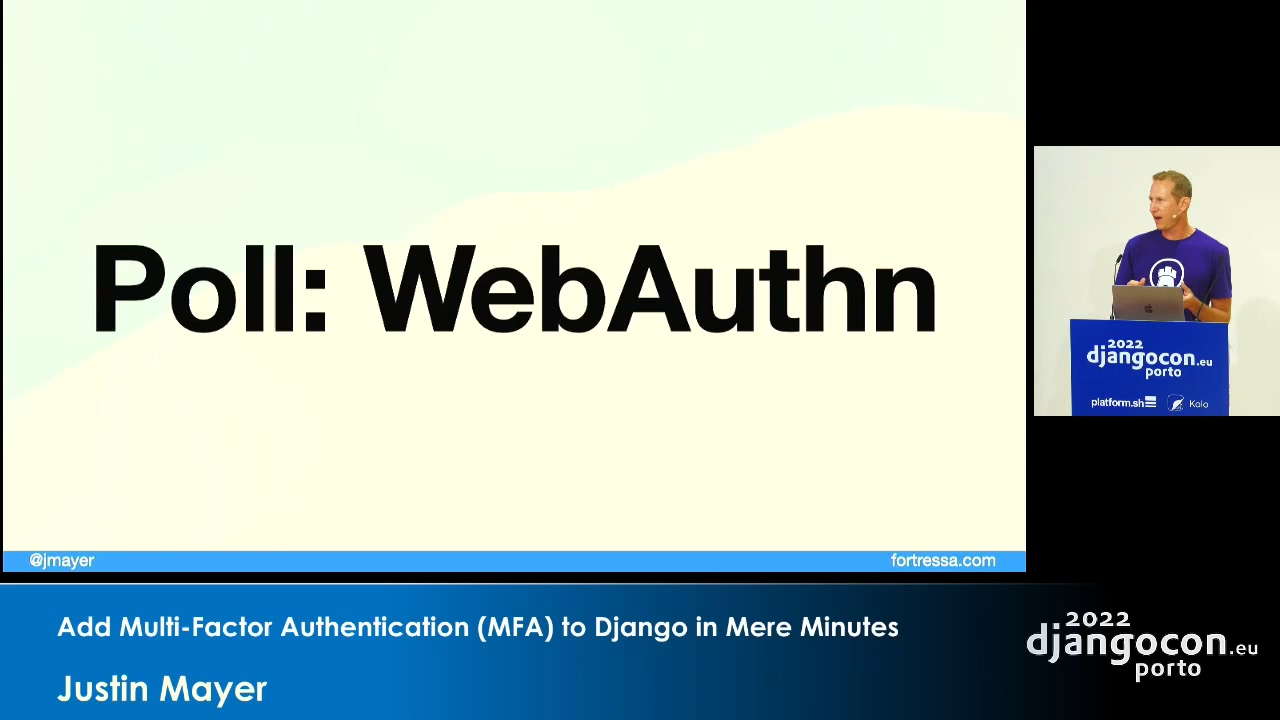 Poll: WebAuthn
@jmayer
fortressa.com
2022
djangocon.eu
porto
platform.sh
Kolo
Add Multi-Factor Authentication (MFA) to Django in Mere Minutes
Justin Mayer
2022
djangocon.eu
porto